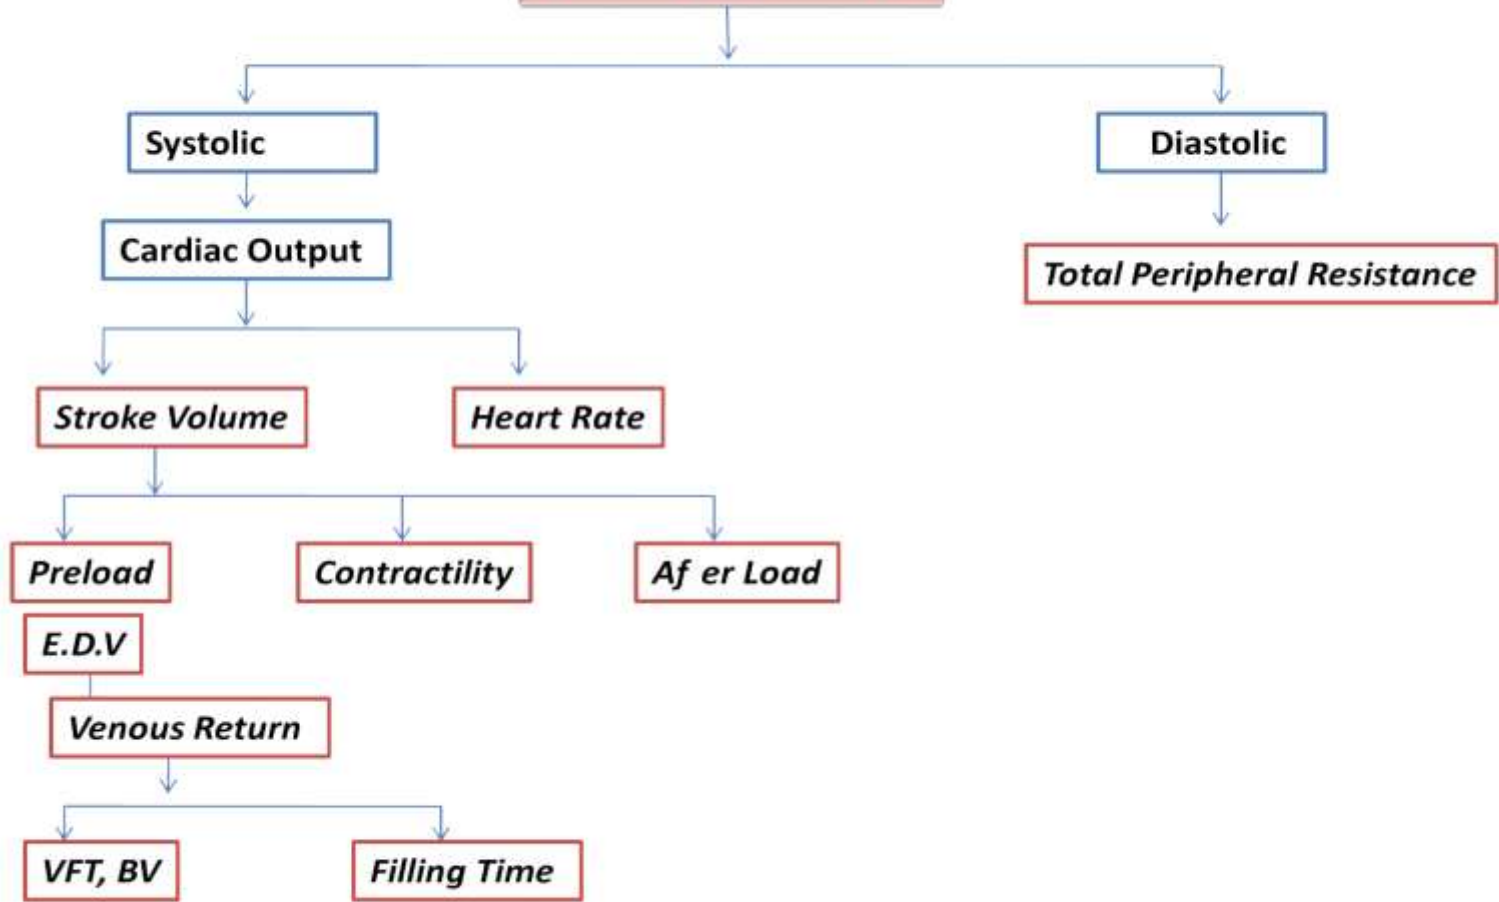 Systolic
Diastolic
Cardiac Output
Total Peripheral Resistance
Stroke Volume
Heart Rate
Preload
Contractility
Af er Load
E.D.V
Venous Return
VFT, BV
Filling Time